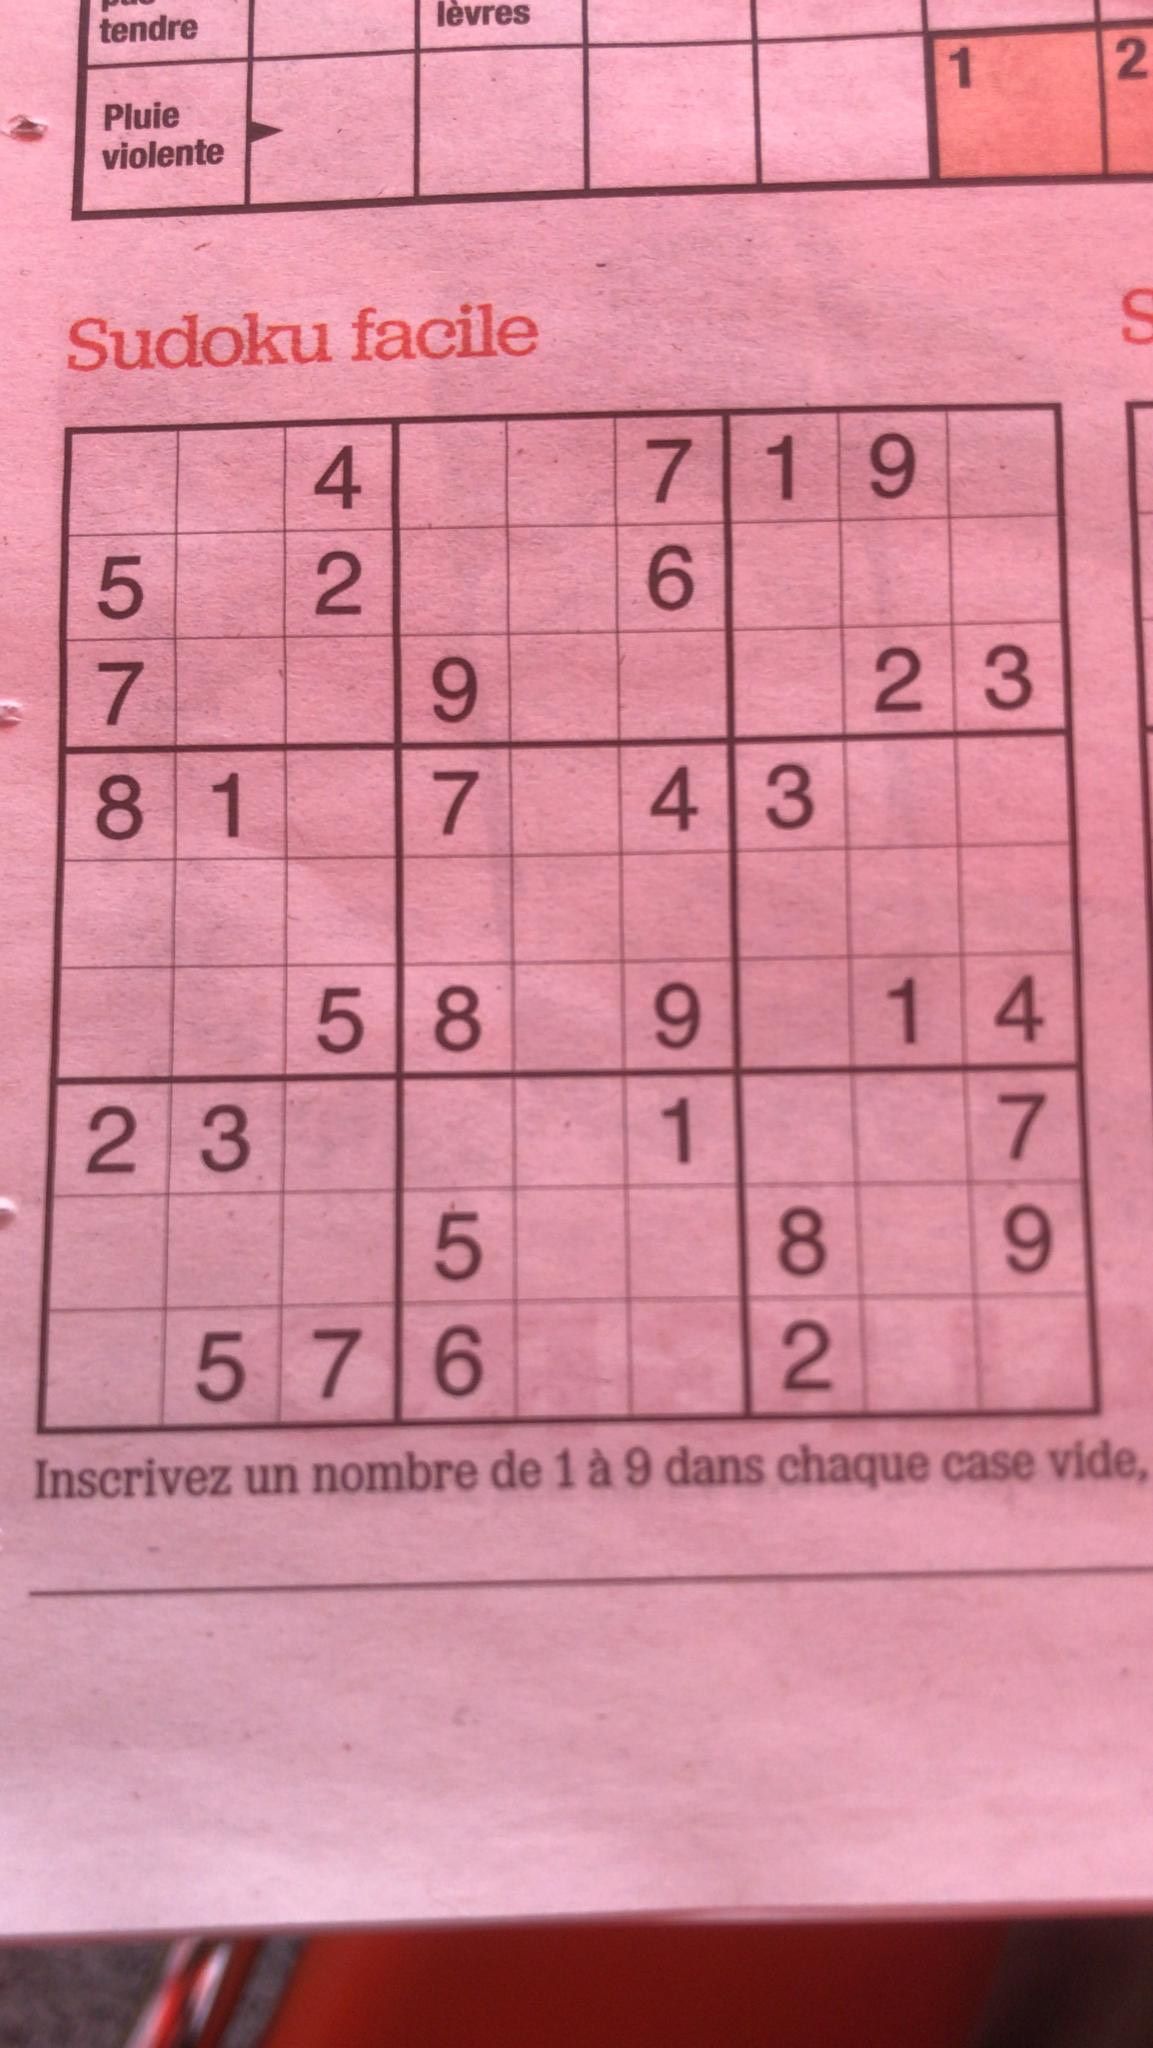 tendre
lèvres
Pluie
violente
1 2
Sudoku facile
S
4 7 1 9
5 2 6
7 9 2 3
8 1 7 4 3
5 8 9 1 4
2 3 1 7
5 8 9
5 7 6 2
Inscrivez un nombre de 1 à 9 dans chaque case vide,